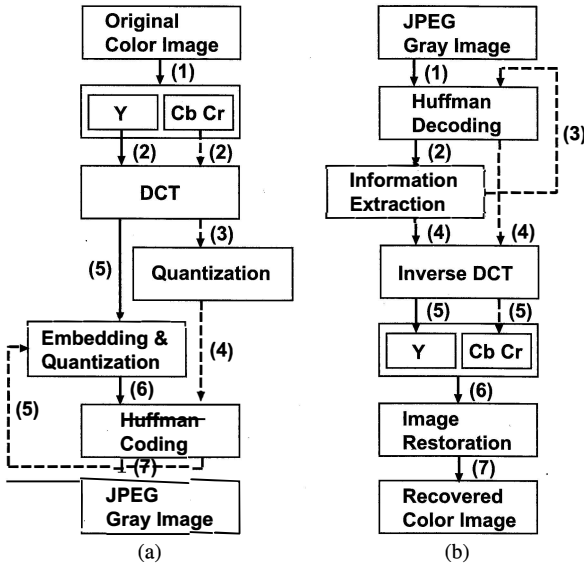 Original
Color Image
(1)
Y
Cb Cr
(2)
(2)
DCT
(3)
(5)
Quantization
Embedding &
Quantization
(4)
(5)
(6)
Huffman
Coding
(7)
JPEG
Gray Image
(a)
JPEG
Gray Image
(1)
Huffman
Decoding
(3)
(2)
Information
Extraction
(4)
(4)
Inverse DCT
(5)
(5)
Y
Cb Cr
(6)
Image
Restoration
(7)
Recovered
Color Image
(b)